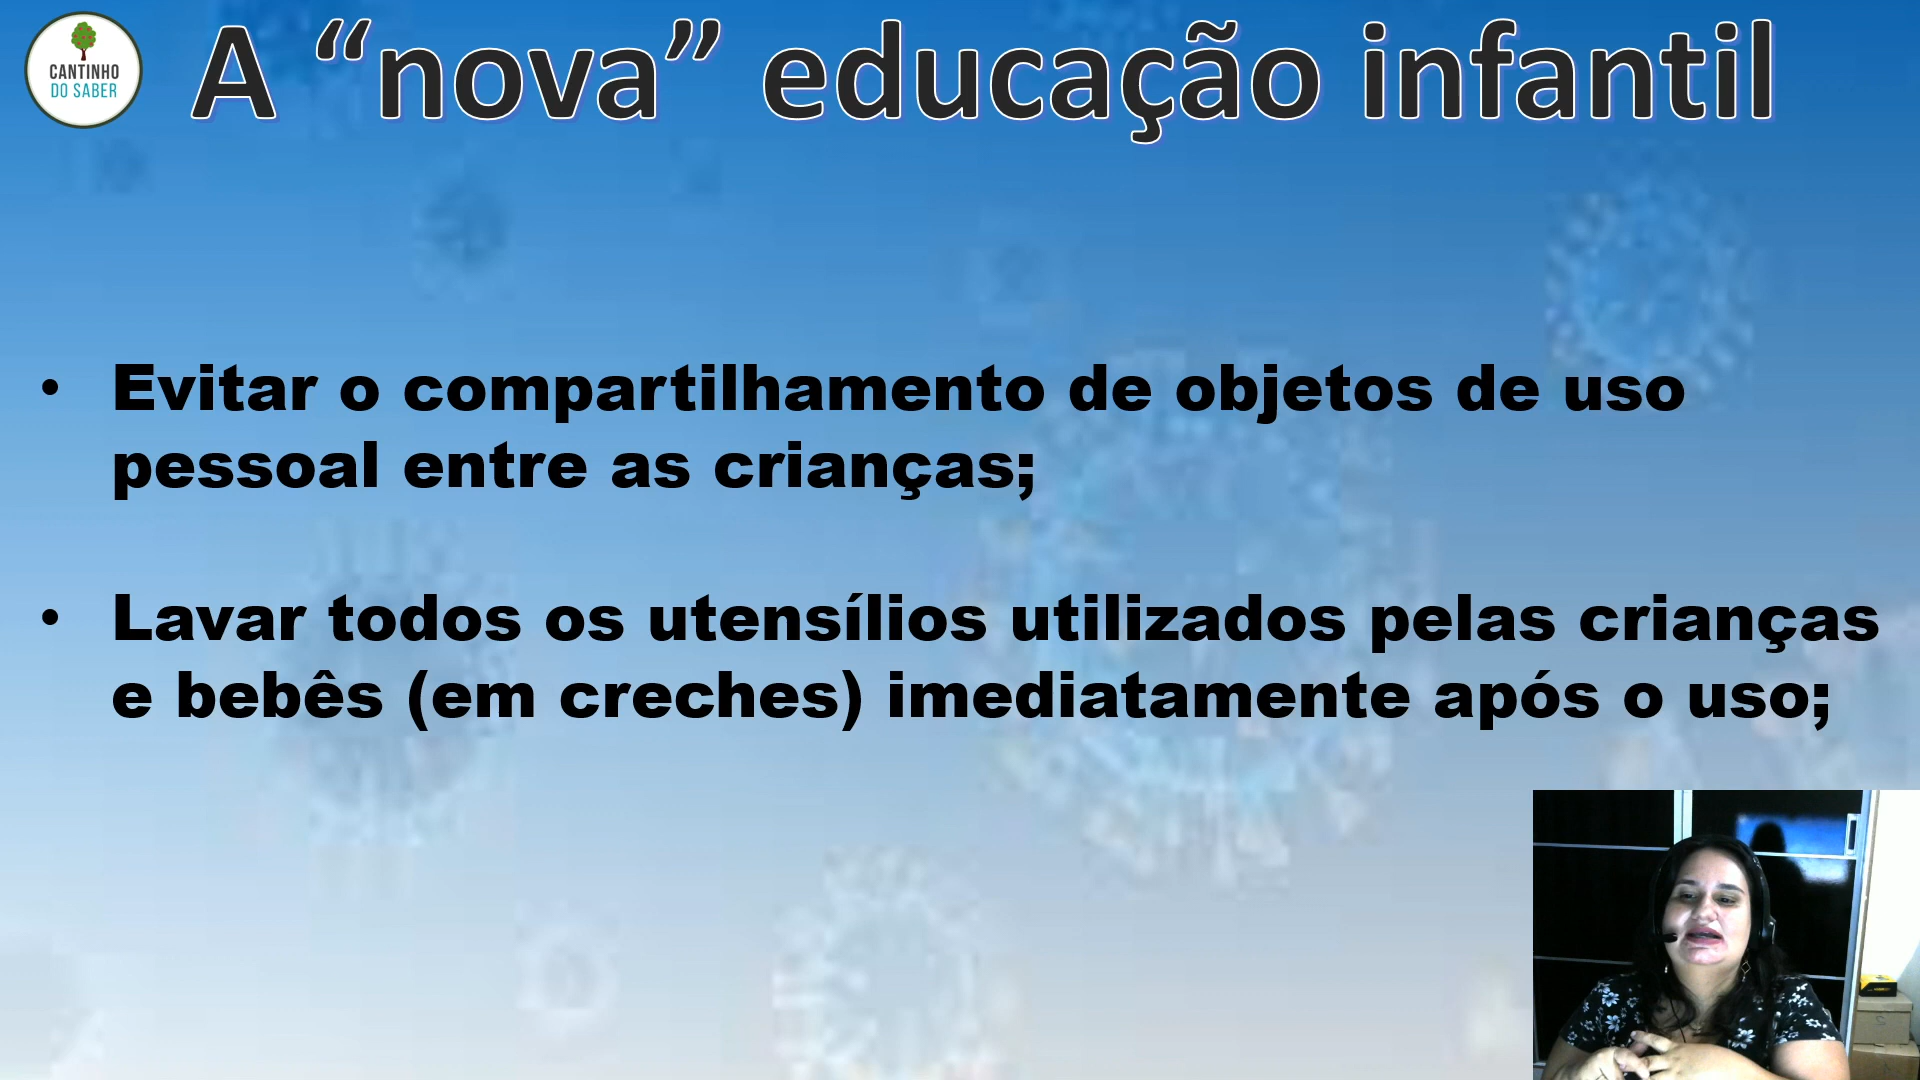 CANTINHO
DO SABER
A “nova” educação infantil
• Evitar o compartilhamento de objetos de uso
pessoal entre as crianças;
• Lavar todos os utensílios utilizados pelas crianças
e bebês (em creches) imediatamente após o uso;